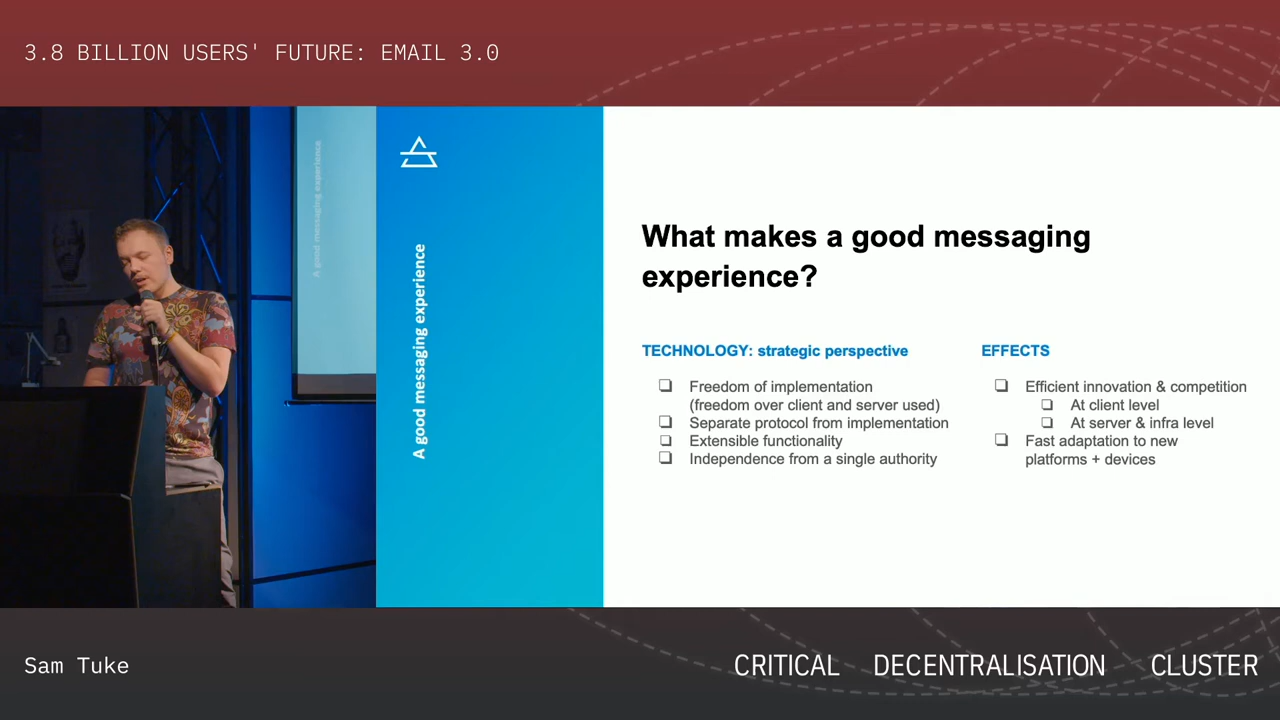 3.8 BILLION USERS' FUTURE: EMAIL 3.0
A good messaging experience
A good messaging experience
What makes a good messaging
experience?
TECHNOLOGY: strategic perspective
Freedom of implementation
(freedom over client and server used)
Separate protocol from implementation
Extensible functionality
Independence from a single authority
EFFECTS
Efficient innovation & competition
At client level
At server & infra level
Fast adaptation to new
platforms + devices
Sam Tuke
CRITICAL DECENTRALISATION CLUSTER